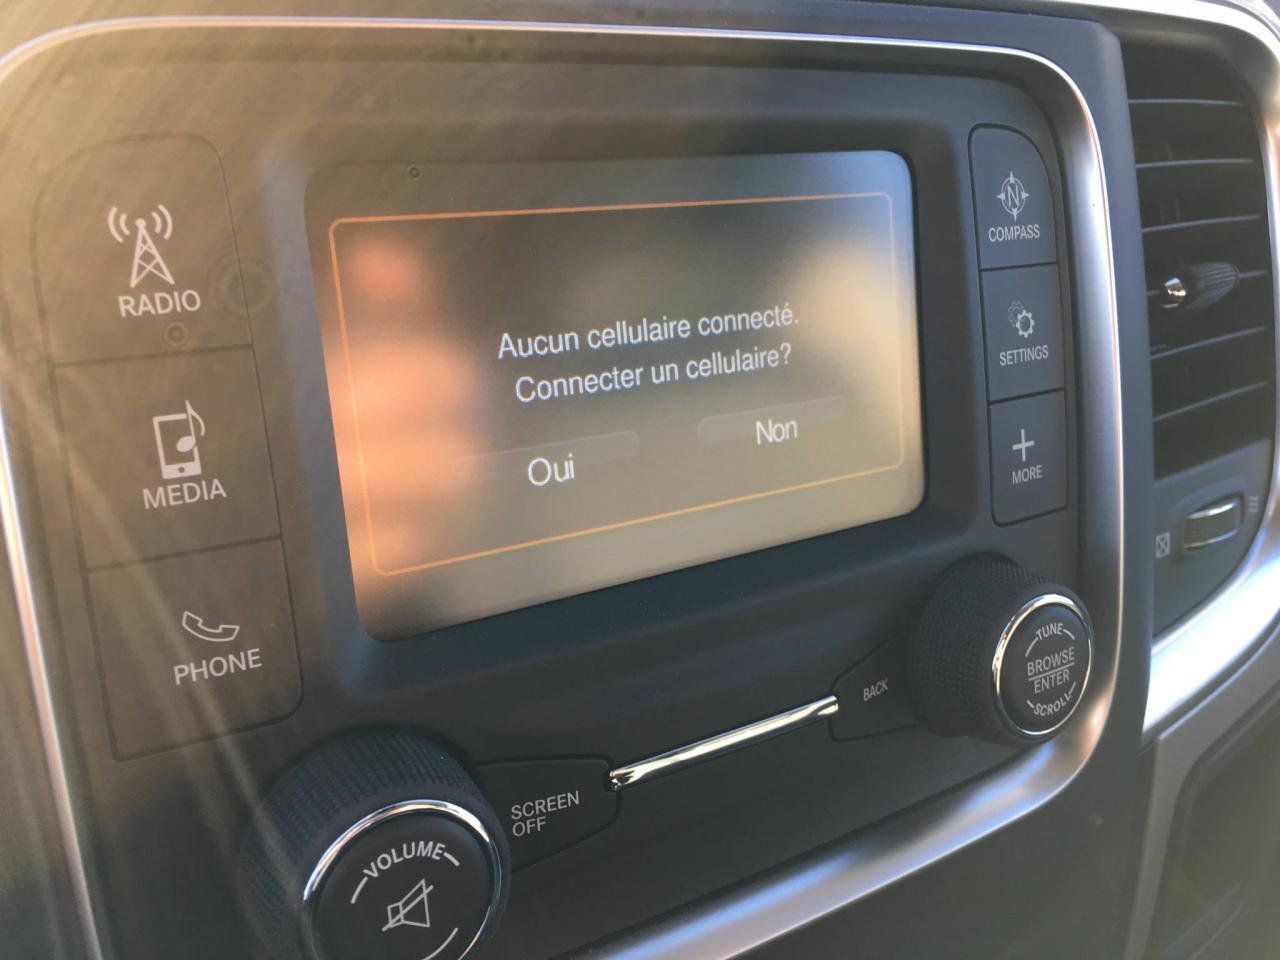 RADIO
MEDIA
PHONE
Aucun cellulaire connecté.
Connecter un cellulaire?
Oui
Non
N
COMPASS
SETTINGS
MORE
VOLUME
SCREEN
OFF
BACK
TUNE
BROWSE
ENTER
SCROLL